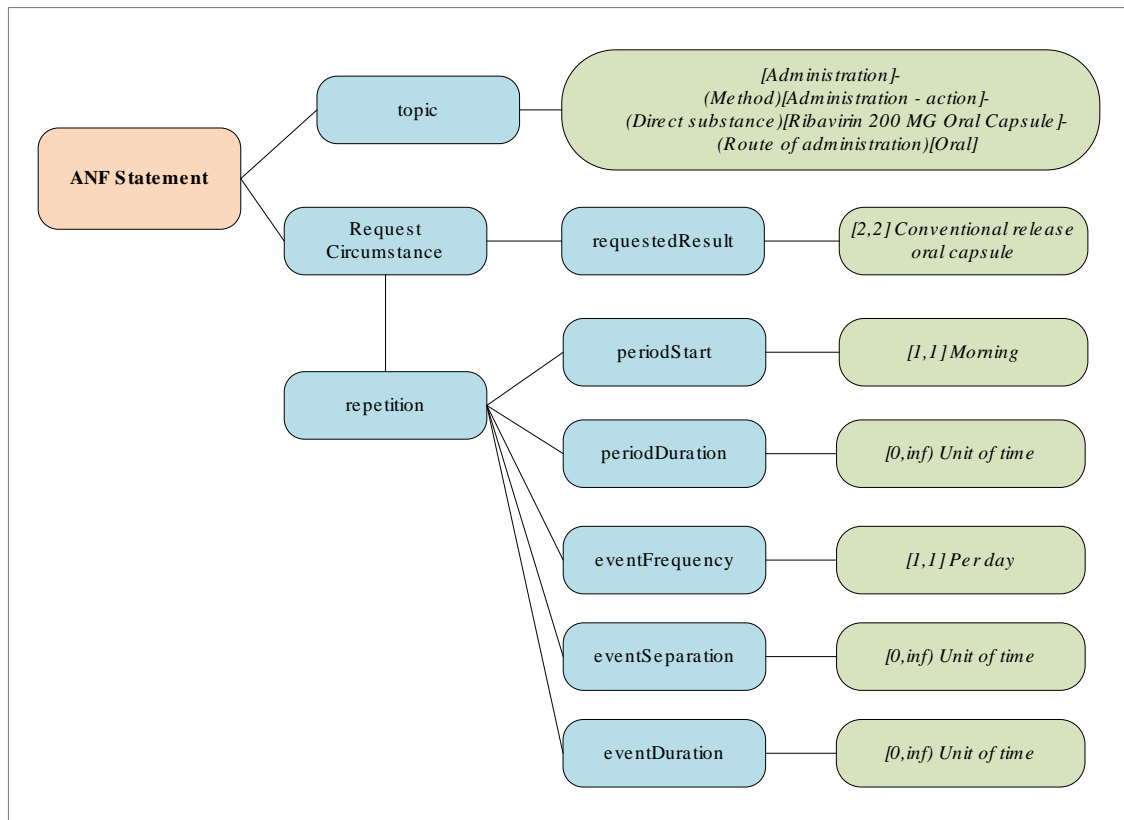 [Administration]-
(Method)[Administration - action]-
(Direct substance)[Ribavirin 200 MG Oral Capsule]-
(Route of administration)[Oral]
topic
ANF Statement
Request
Circumstance
requestedResult
[2,2] Conventional release
oral capsule
periodStart
[1,1] Morning
repetition
periodDuration
[0,inf) Unit of time
eventFrequency
[1,1] Per day
eventSeparation
[0,inf) Unit of time
eventDuration
[0,inf) Unit of time